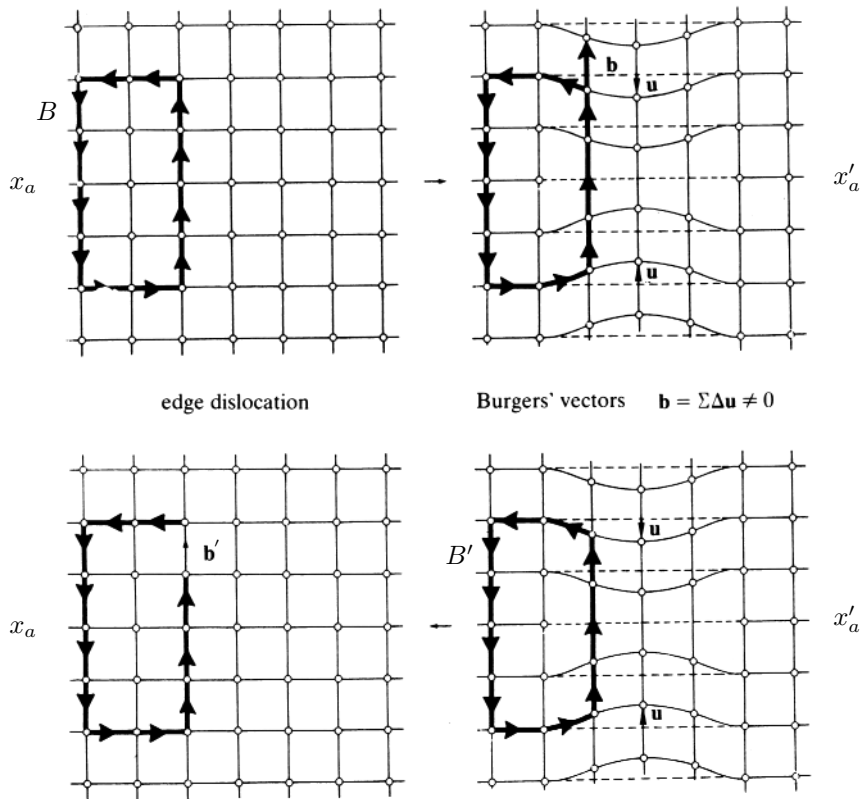 b
u
B
x_a
x'_a
u
edge dislocation
Burgers' vectors b = ΣΔu ≠ 0
b'
u
B'
x_a
x'_a
u